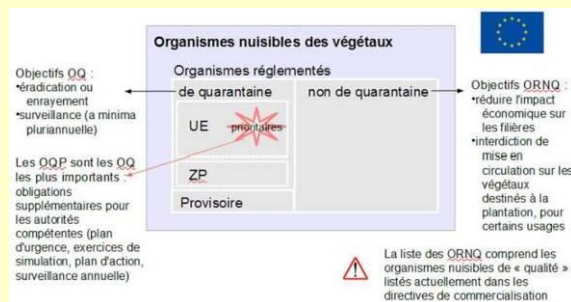 Organismes nuisibles des végétaux
Organismes réglementés
de quarantaine
non de quarantaine
UE
prioritaires
ZP
Provisoire
Objectifs OQ :
•éradication ou
enrayement
•surveillance (a minima
pluriannuelle)
Les OQP sont les OQ
les plus importants :
obligations
supplémentaires pour
les autorités
compétentes (plan
d'urgence, exercices de
simulation, plan d'action,
surveillance annuelle)
Objectifs ORNQ :
•réduire l'impact
économique sur
les filières
•interdiction de
mise en
circulation sur les
végétaux
destinés à la
plantation, pour
certains usages
La liste des ORNQ comprend les
organismes nuisibles de « qualité »
listés actuellement dans les
directives de commercialisation